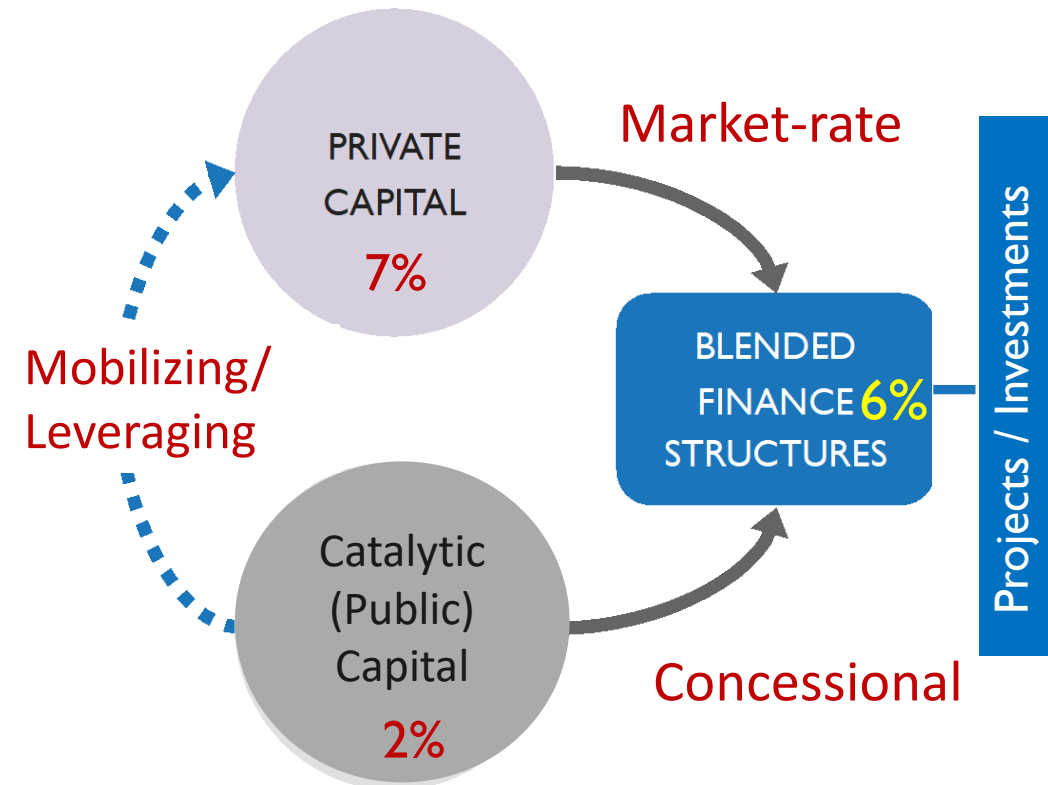 PRIVATE
CAPITAL
7%
Market-rate
Mobilizing/
Leveraging
BLENDED
FINANCE 6%
STRUCTURES
Projects / Investments
Catalytic
(Public)
Capital
2%
Concessional